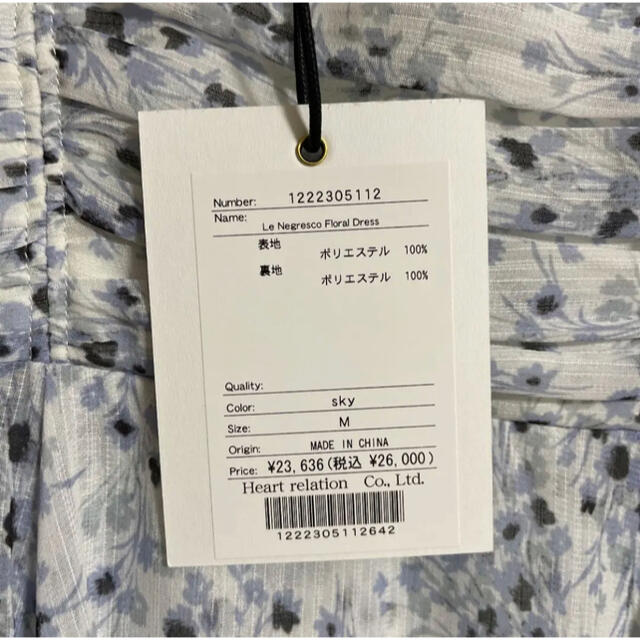 Number: 1222305112
Name: Le Negresco Floral Dress
表地 ポリエステル 100%
裏地 ポリエステル 100%
Quality:
Color: sky
Size: M
Origin: MADE IN CHINA
Price: ¥23,636(税込 ¥26,000)
Heart relation Co., Ltd.
1222305112642